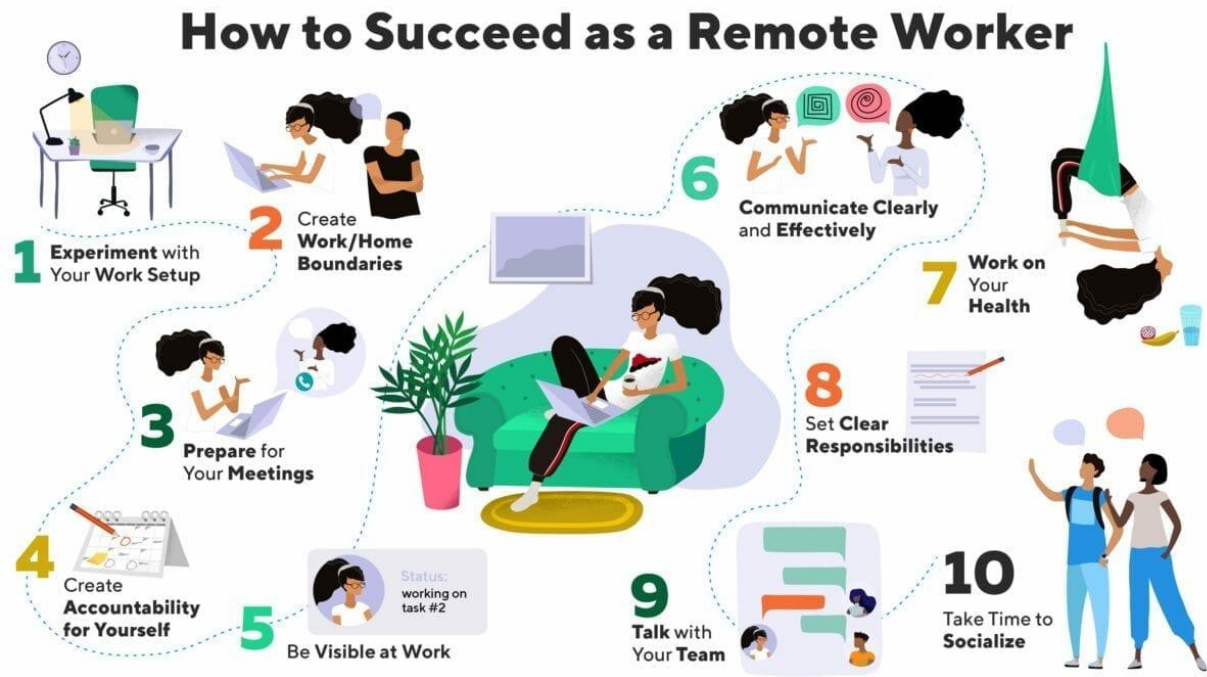 How to Succeed as a Remote Worker
1
Experiment with
Your Work Setup
2
Create
Work/Home
Boundaries
3
Prepare for
Your Meetings
4
Create
Accountability
for Yourself
5
Status:
working on
task #2
Be Visible at Work
6
Communicate Clearly
and Effectively
7
Work on
Your
Health
8
Set Clear
Responsibilities
9
Talk with
Your Team
10
Take Time to
Socialize